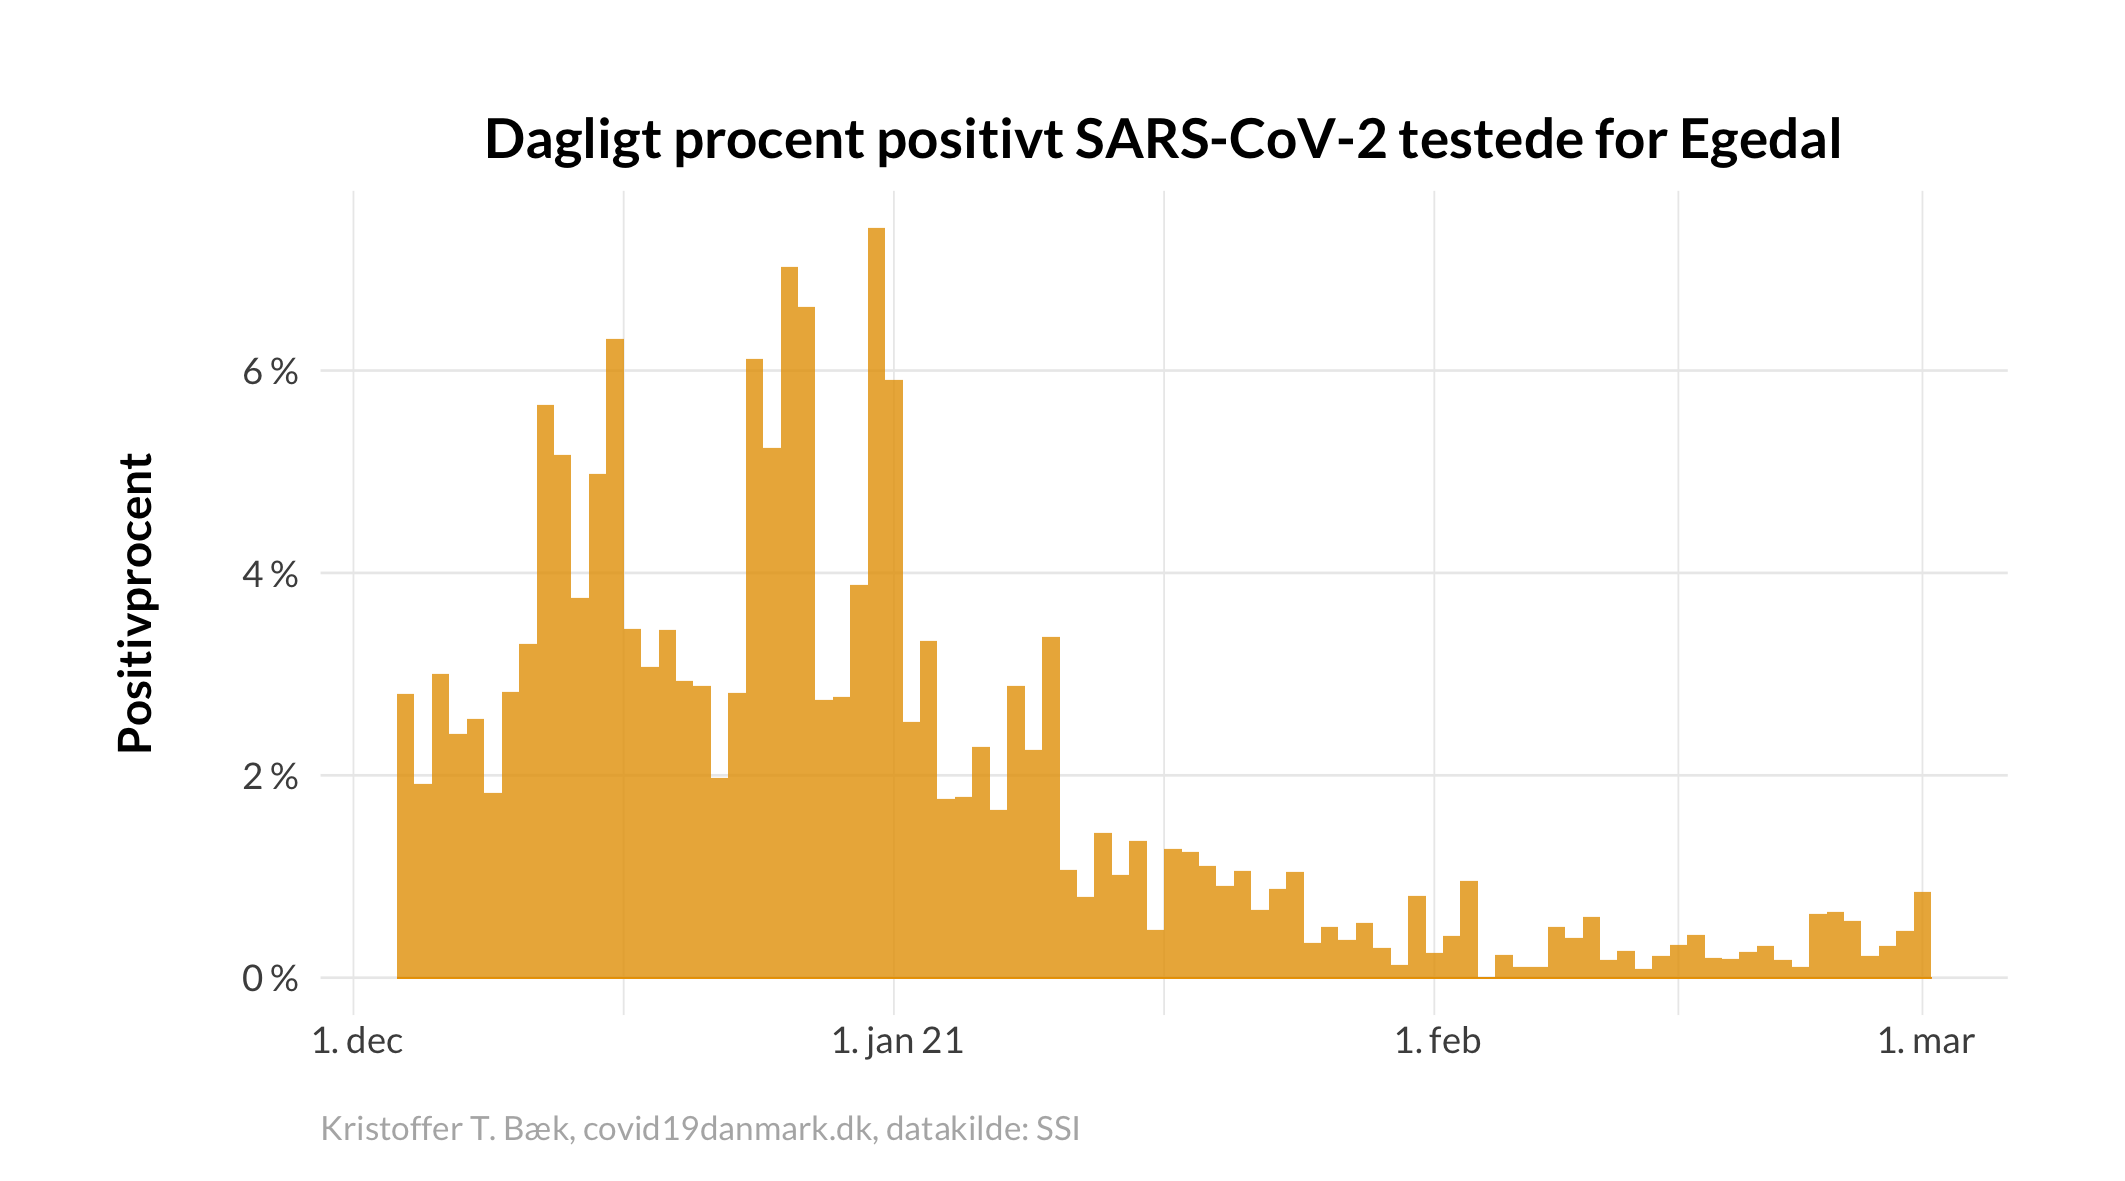 Dagligt procent positivt SARS-CoV-2 testede for Egedal
Positivprocent
6 %
4 %
2 %
0 %
1. dec
1. jan 21
1. feb
1. mar
Kristoffer T. Bæk, covid19danmark.dk, datakilde: SSI